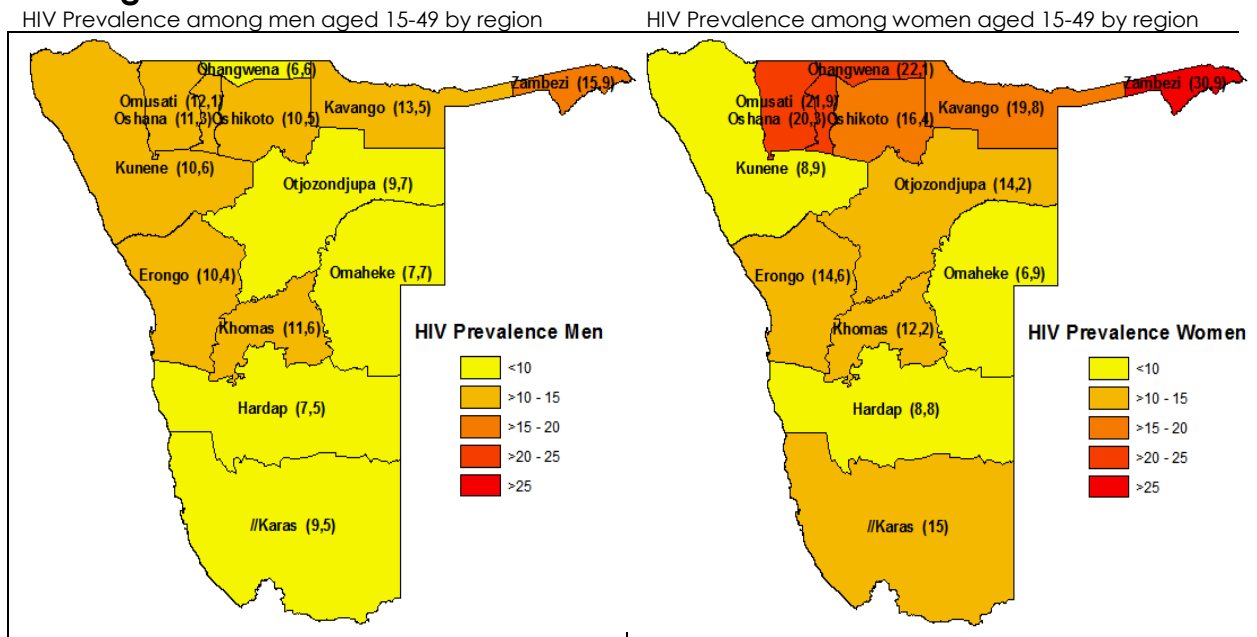 HIV Prevalence among men aged 15-49 by region
Ohangwena (6,6)
Zambezi (15,9)
Omusati (12,1)
Kavango (13,5)
Oshana (11,3)
Oshikoto (10,5)
Kunene (10,6)
Otjozondjupa (9,7)
Erongo (10,4)
Omaheke (7,7)
Khomas (11,6)
Hardap (7,5)
//Karas (9,5)
HIV Prevalence Men
<10
>10 - 15
>15 - 20
>20 - 25
>25
HIV Prevalence among women aged 15-49 by region
Ohangwena (22,1)
Zambezi (30,9)
Omusati (21,9)
Kavango (19,8)
Oshana (20,3)
Oshikoto (16,4)
Kunene (8,9)
Otjozondjupa (14,2)
Erongo (14,6)
Omaheke (6,9)
Khomas (12,2)
Hardap (8,8)
//Karas (15)
HIV Prevalence Women
<10
>10 - 15
>15 - 20
>20 - 25
>25